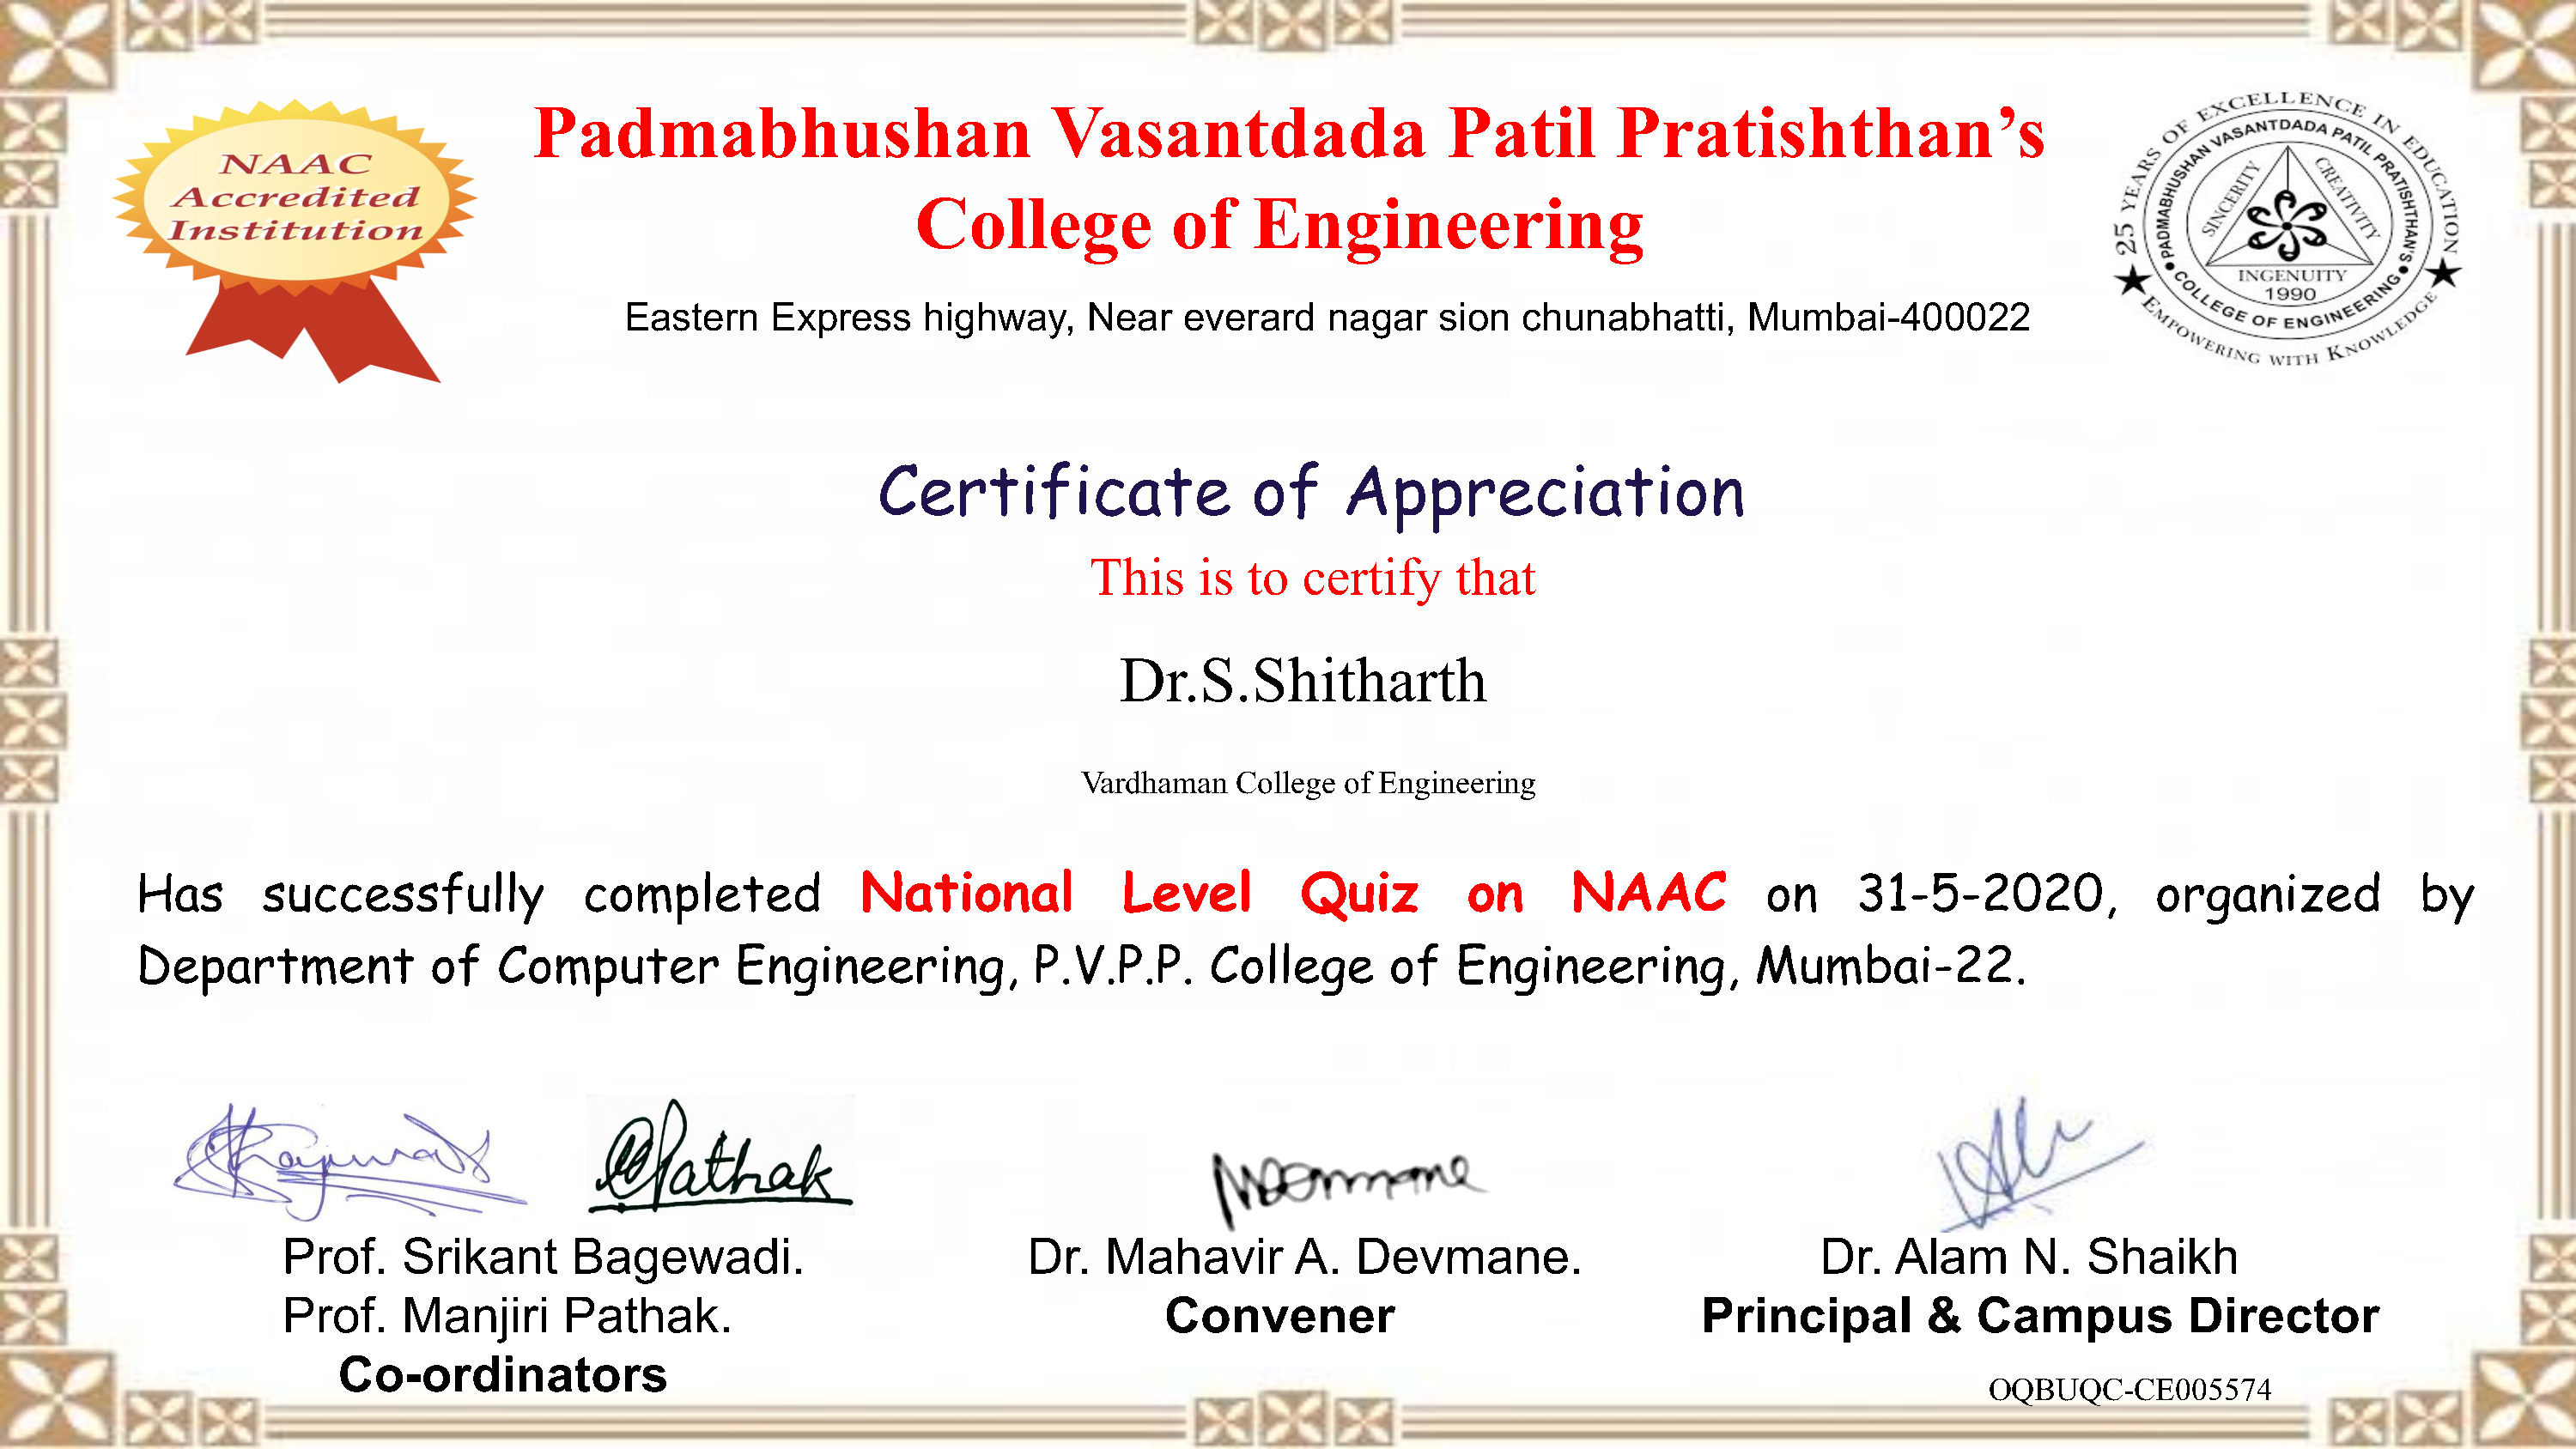 NAAC
Accredited
Institution
Padmabhushan Vasantdada Patil Pratishthan’s
College of Engineering
Eastern Express highway, Near everard nagar sion chunabhatti, Mumbai-400022
25 YEARS OF EXCELLENCE IN EDUCATION
PADMABHUSHAN VASANTDADA PATIL PRATISHTHAN'S
SINCERITY
CREATIVITY
INGENUITY
1990
COLLEGE OF ENGINEERING
EMPOWERING WITH KNOWLEDGE
Certificate of Appreciation
This is to certify that
Dr.S.Shitharth
Vardhaman College of Engineering
Has successfully completed National Level Quiz on NAAC on 31-5-2020, organized by
Department of Computer Engineering, P.V.P.P. College of Engineering, Mumbai-22.
Pathak
Prof. Srikant Bagewadi.
Prof. Manjiri Pathak.
Co-ordinators
Dr. Mahavir A. Devmane.
Convener
Dr. Alam N. Shaikh
Principal & Campus Director
OQBUQC-CE005574